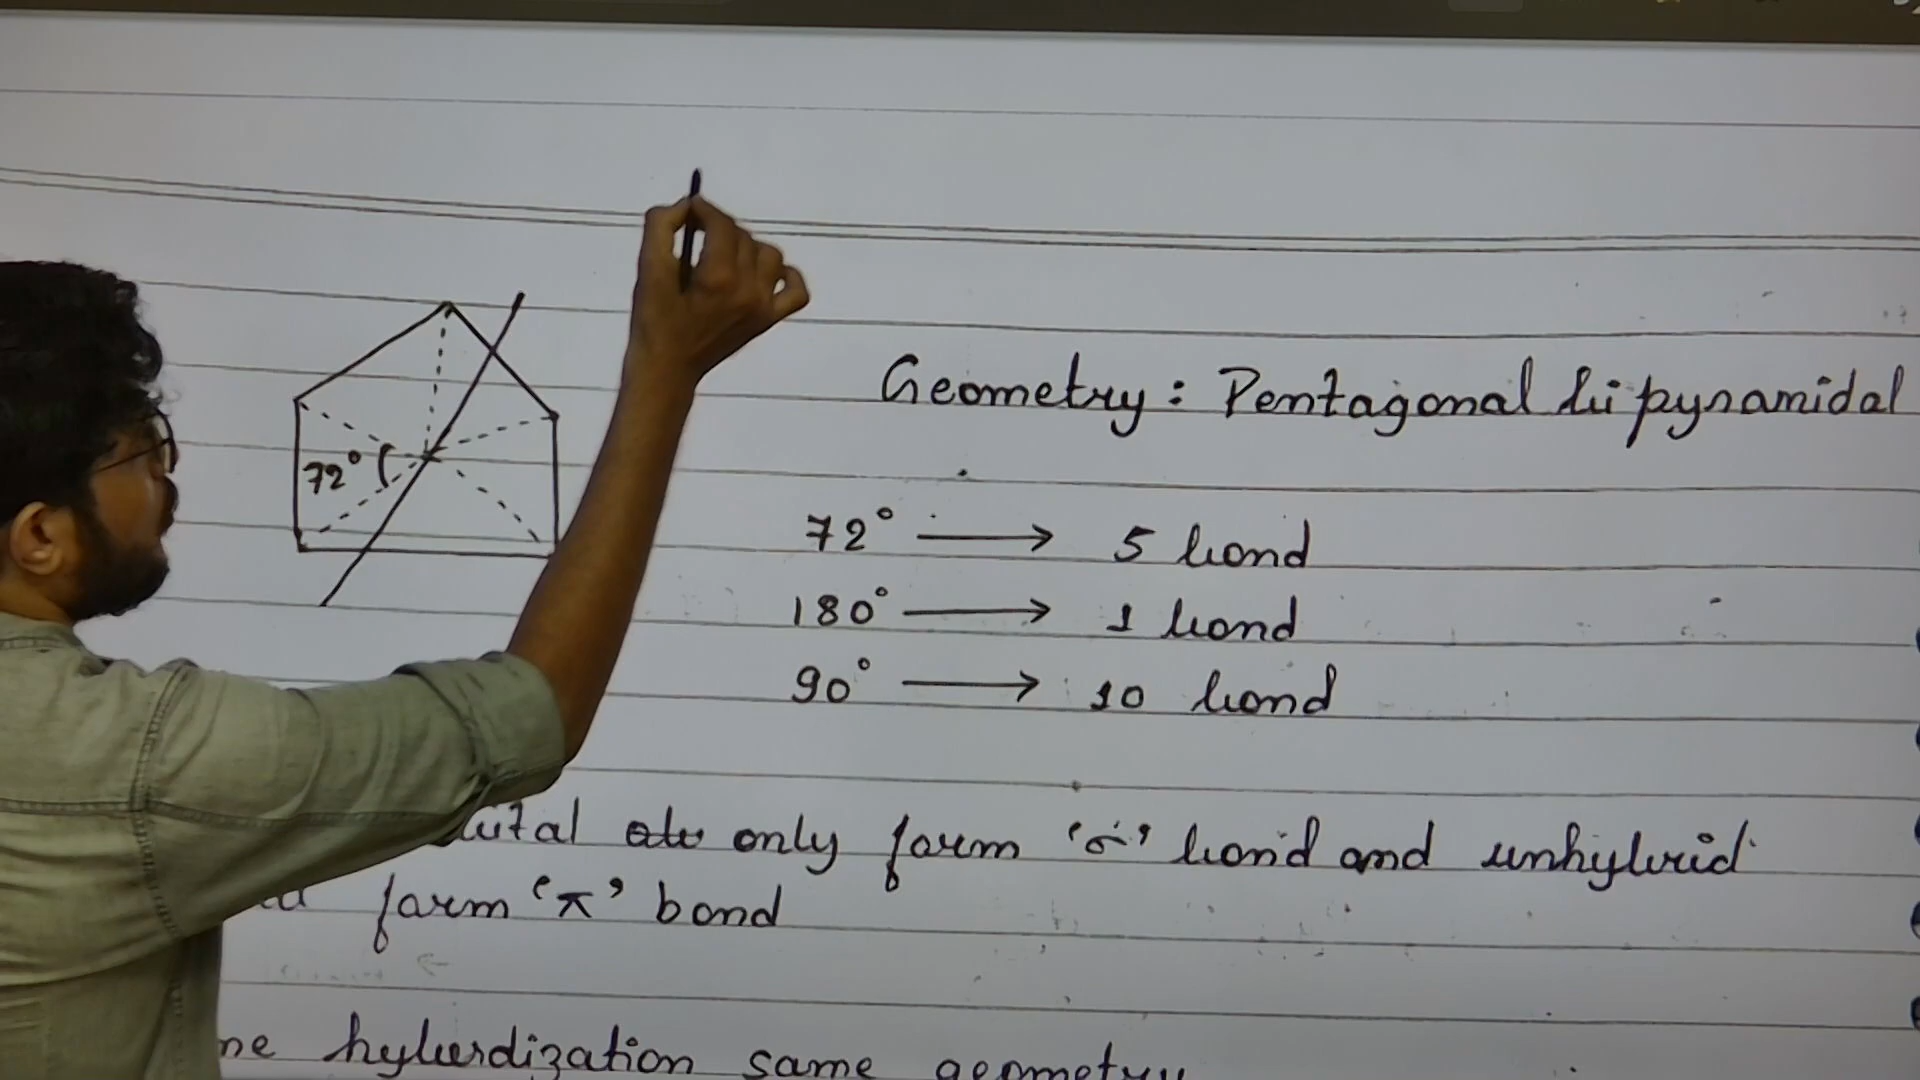 Geometry: Pentagonal bipyramidal
72° (
72° → 5 bond
180° → 1 bond
90° → 10 bond
only form 'σ' bond and unhybrid
form 'π' bond
hybridization same geometry